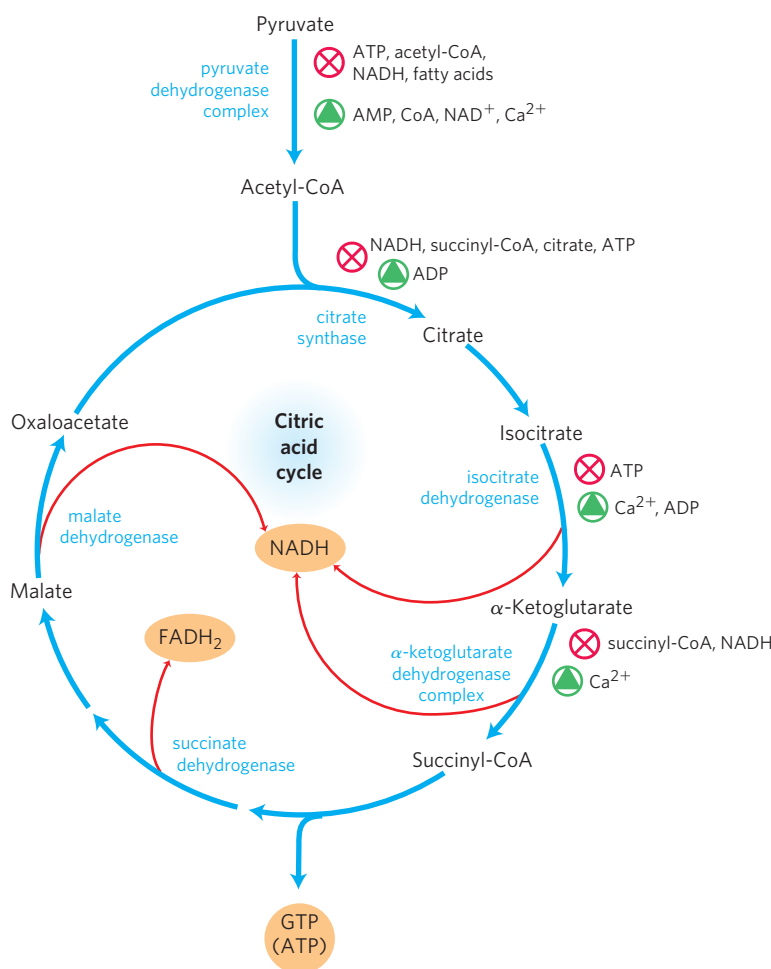 Pyruvate
ATP, acetyl-CoA,
NADH, fatty acids
pyruvate
dehydrogenase
complex
AMP, CoA, NAD⁺, Ca²⁺
Acetyl-CoA
NADH, succinyl-CoA, citrate, ATP
ADP
citrate
synthase
Citrate
Oxaloacetate
Citric
acid
cycle
Isocitrate
isocitrate
dehydrogenase
ATP
Ca²⁺, ADP
malate
dehydrogenase
NADH
Malate
α-Ketoglutarate
FADH₂
succinyl-CoA, NADH
α-ketoglutarate
dehydrogenase
complex
Ca²⁺
succinate
dehydrogenase
Succinyl-CoA
GTP
(ATP)